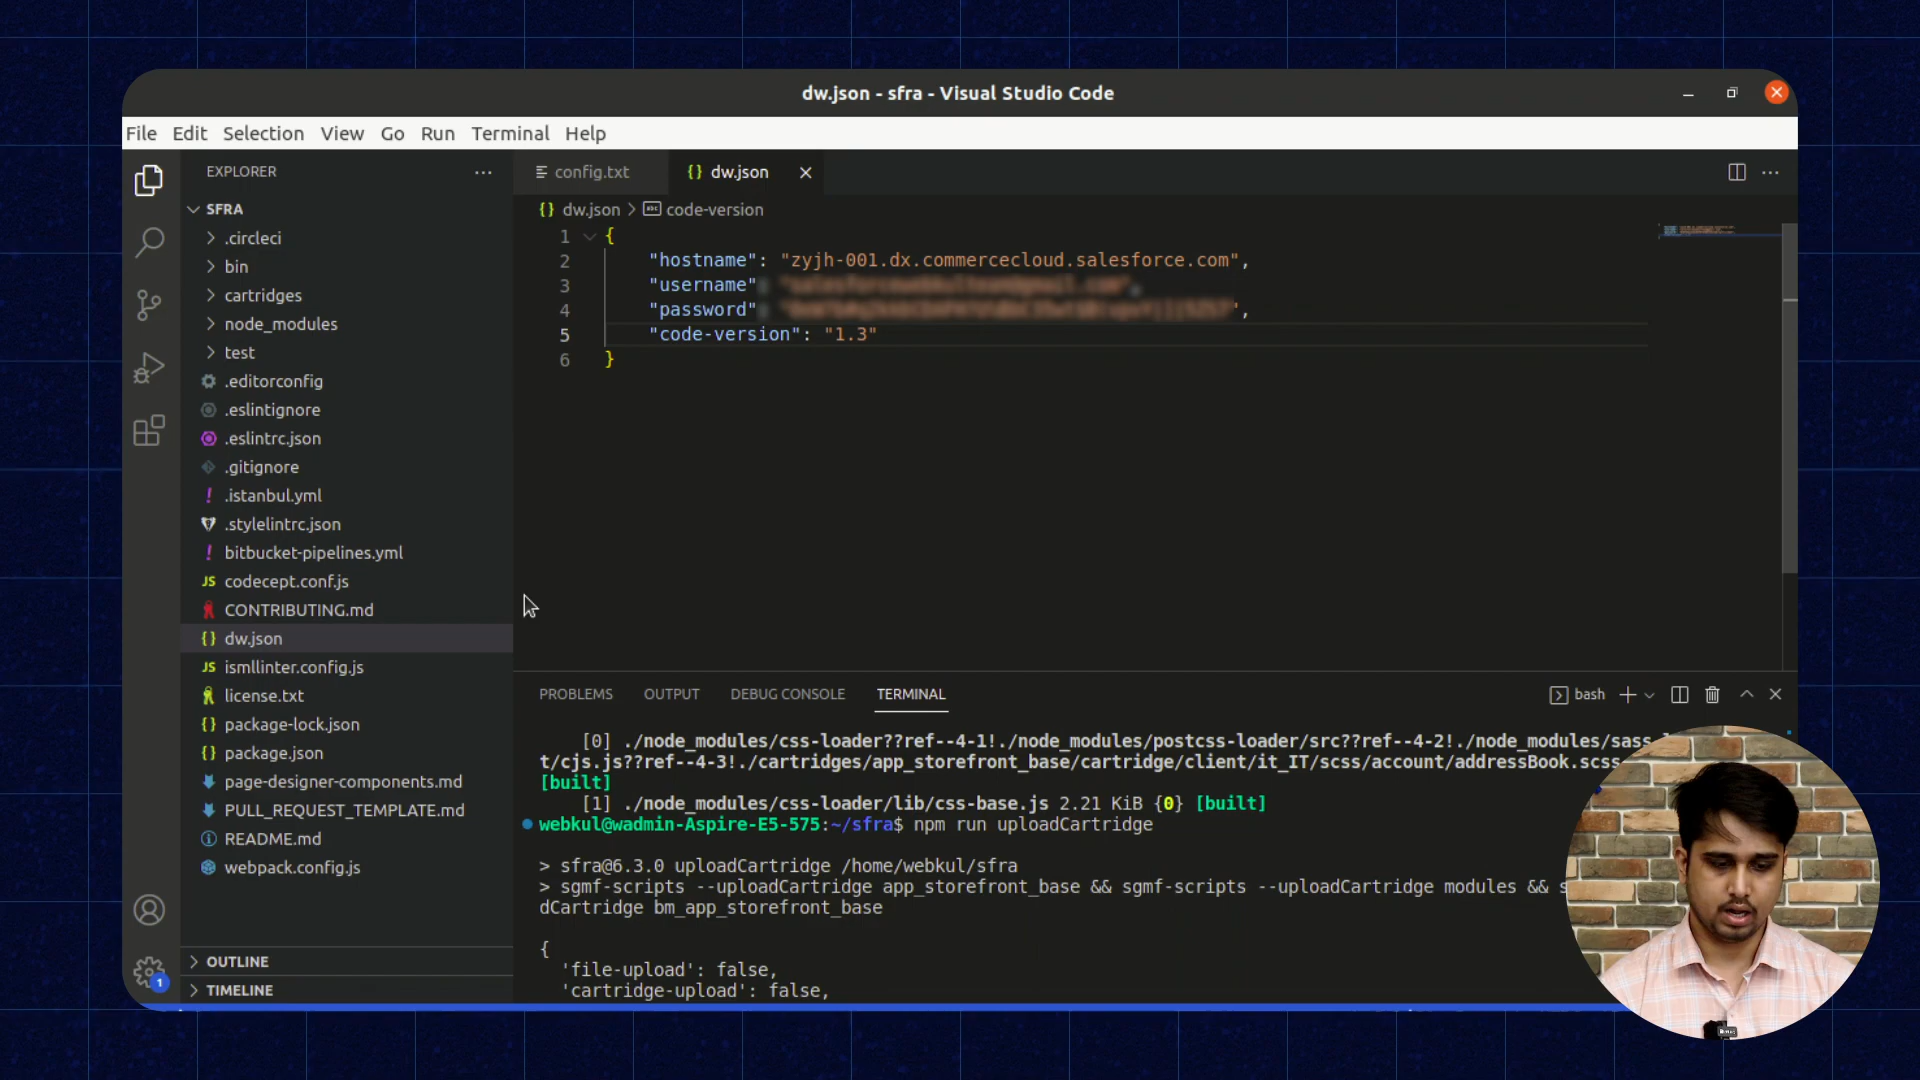 dw.json - sfra - Visual Studio Code
File Edit Selection View Go Run Terminal Help
EXPLORER
SFRA
.circleci
bin
cartridges
node_modules
test
.editorconfig
.eslintignore
.eslintrc.json
.gitignore
.istanbul.yml
.stylelintrc.json
bitbucket-pipelines.yml
codecept.conf.js
CONTRIBUTING.md
dw.json
ismllinter.config.js
license.txt
package-lock.json
package.json
page-designer-components.md
PULL_REQUEST_TEMPLATE.md
README.md
webpack.config.js
OUTLINE
TIMELINE
1
config.txt
{} dw.json
{} dw.json > code-version
1 {
2 "hostname": "zyjh-001.dx.commercecloud.salesforce.com",
3 "username"
4 "password" ",
5 "code-version": "1.3"
6 }
PROBLEMS OUTPUT DEBUG CONSOLE TERMINAL
bash
[0] ./node_modules/css-loader??ref--4-1!./node_modules/postcss-loader/src??ref--4-2!./node_modules/sass-l
t/cjs.js??ref--4-3!./cartridges/app_storefront_base/cartridge/client/it_IT/scss/account/addressBook.scss
[built]
[1] ./node_modules/css-loader/lib/css-base.js 2.21 KiB {0} [built]
webkul@wadmin-Aspire-E5-575:~/sfra$ npm run uploadCartridge
> sfra@6.3.0 uploadCartridge /home/webkul/sfra
> sgmf-scripts --uploadCartridge app_storefront_base && sgmf-scripts --uploadCartridge modules && s
dCartridge bm_app_storefront_base
{
'file-upload': false,
'cartridge-upload': false,